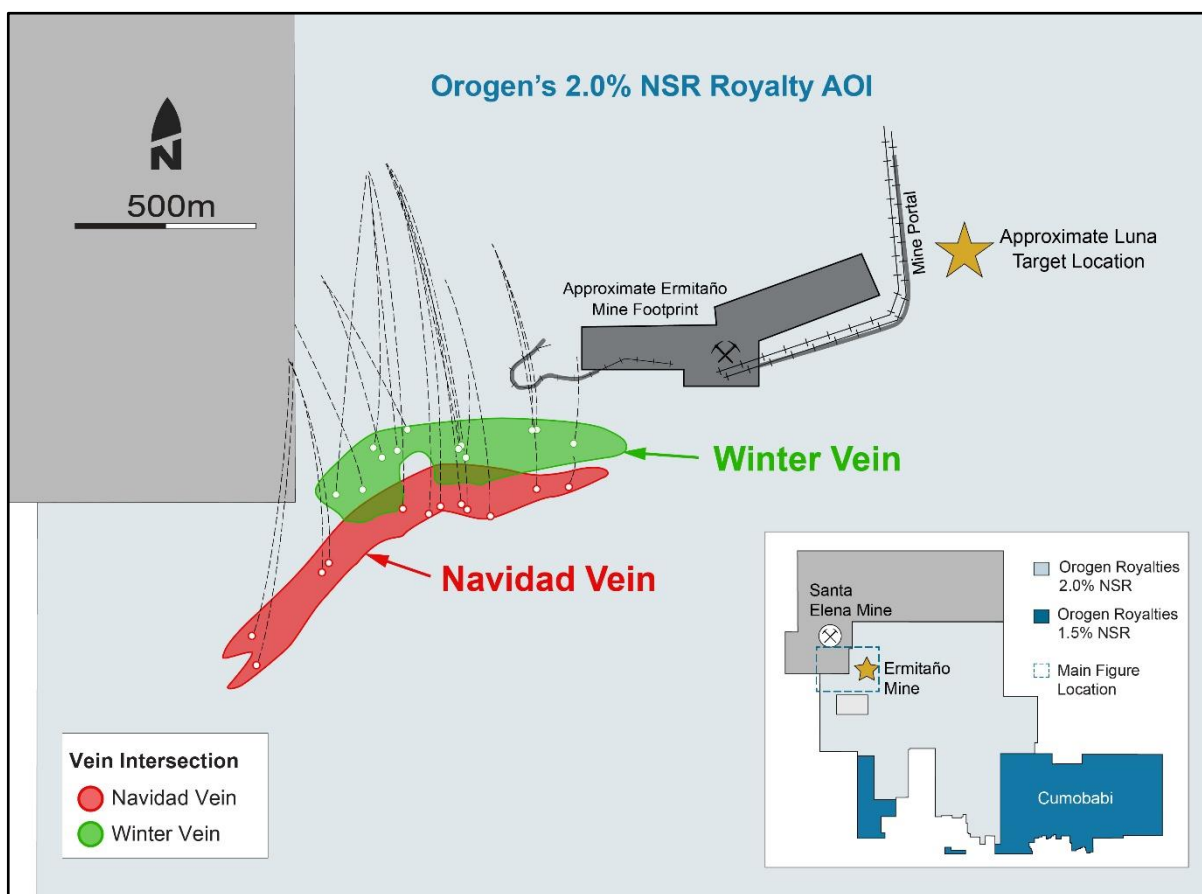 Orogen's 2.0% NSR Royalty AOI
N
500m
Mine Portal
Approximate Luna
Target Location
Approximate Ermitaño
Mine Footprint
Winter Vein
Navidad Vein
Vein Intersection
Navidad Vein
Winter Vein
Santa
Elena Mine
Ermitaño
Mine
Orogen Royalties
2.0% NSR
Orogen Royalties
1.5% NSR
Main Figure
Location
Cumobabi